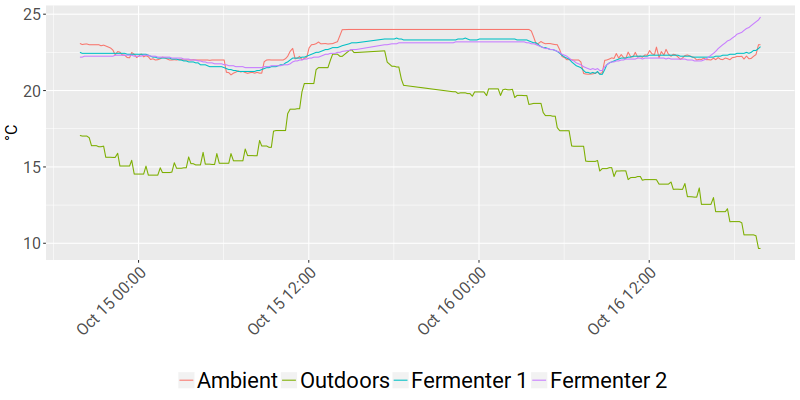 25
20
15
10
°C
Oct 15 00:00
Oct 15 12:00
Oct 16 00:00
Oct 16 12:00
Ambient Outdoors Fermenter 1 Fermenter 2